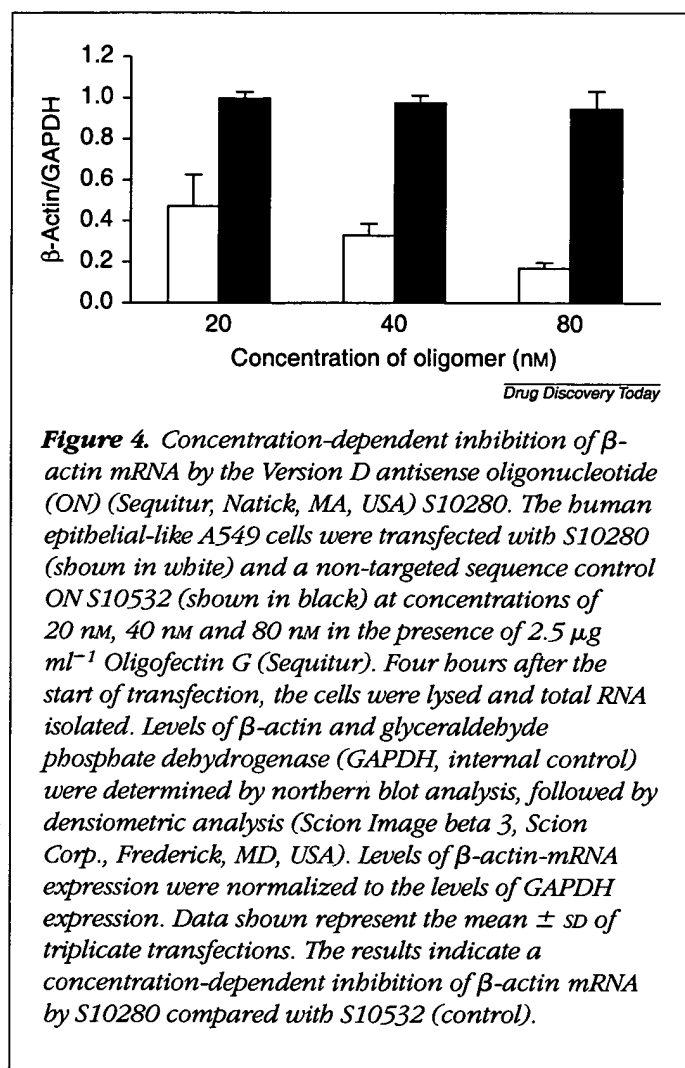 1.2
1.0
0.8
0.6
0.4
0.2
0.0
β-Actin/GAPDH
20 40 80
Concentration of oligomer (nM)
Drug Discovery Today
Figure 4. Concentration-dependent inhibition of β-
actin mRNA by the Version D antisense oligonucleotide
(ON) (Sequitur, Natick, MA, USA) S10280. The human
epithelial-like A549 cells were transfected with S10280
(shown in white) and a non-targeted sequence control
ON S10532 (shown in black) at concentrations of
20 nM, 40 nM and 80 nM in the presence of 2.5 μg
ml⁻¹ Oligofectin G (Sequitur). Four hours after the
start of transfection, the cells were lysed and total RNA
isolated. Levels of β-actin and glyceraldehyde
phosphate dehydrogenase (GAPDH, internal control)
were determined by northern blot analysis, followed by
densiometric analysis (Scion Image beta 3, Scion
Corp., Frederick, MD, USA). Levels of β-actin-mRNA
expression were normalized to the levels of GAPDH
expression. Data shown represent the mean ± SD of
triplicate transfections. The results indicate a
concentration-dependent inhibition of β-actin mRNA
by S10280 compared with S10532 (control).